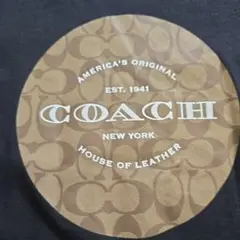 AMERICA'S ORIGINAL
EST. 1941
COACH
NEW YORK
HOUSE OF LEATHER